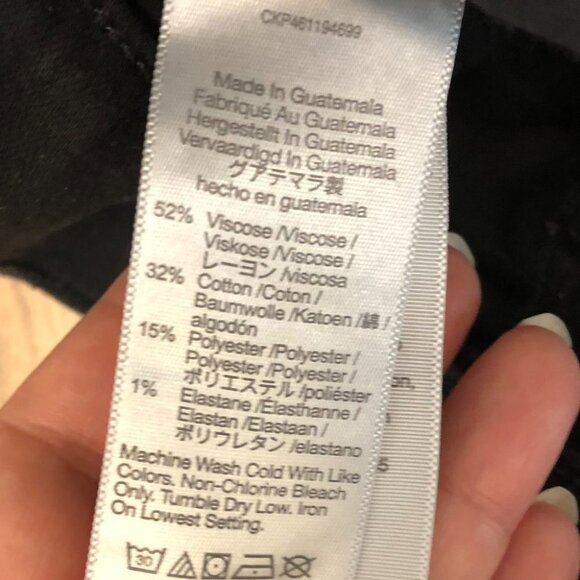 CKP461194699
Made In Guatemala
Fabriqué Au Guatemala
Hergestellt In Guatemala
Vervaardigd In Guatemala
グアテマラ製
hecho en guatemala
52% Viscose /Viscose /
Viskose /Viscose /
レーヨン /viscosa
32% Cotton /Coton /
Baumwolle /Katoen /綿 /
algodón
15% Polyester /Polyester /
Polyester /Polyester /
ポリエステル /poliéster
1% Elastane /Élasthanne /
Elastan /Elastaan /
ポリウレタン /elastano
Machine Wash Cold With Like
Colors. Non-Chlorine Bleach
Only. Tumble Dry Low. Iron
On Lowest Setting.
30
on.
5